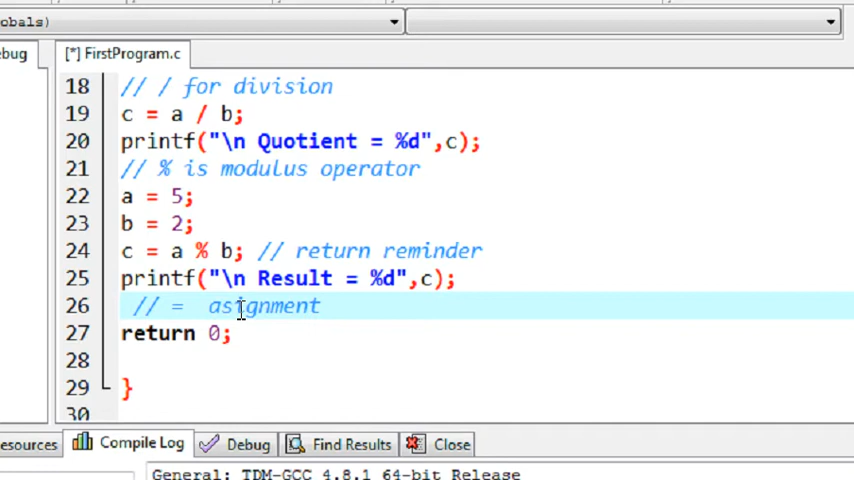 obals)
bug
[*] FirstProgram.c
18 // / for division
19 c = a / b;
20 printf("\n Quotient = %d",c);
21 // % is modulus operator
22 a = 5;
23 b = 2;
24 c = a % b; // return reminder
25 printf("\n Result = %d",c);
26 // = asignment
27 return 0;
28
29 }
30
esources Compile Log Debug Find Results Close
General: TDM-GCC 4.8.1 64-bit Release